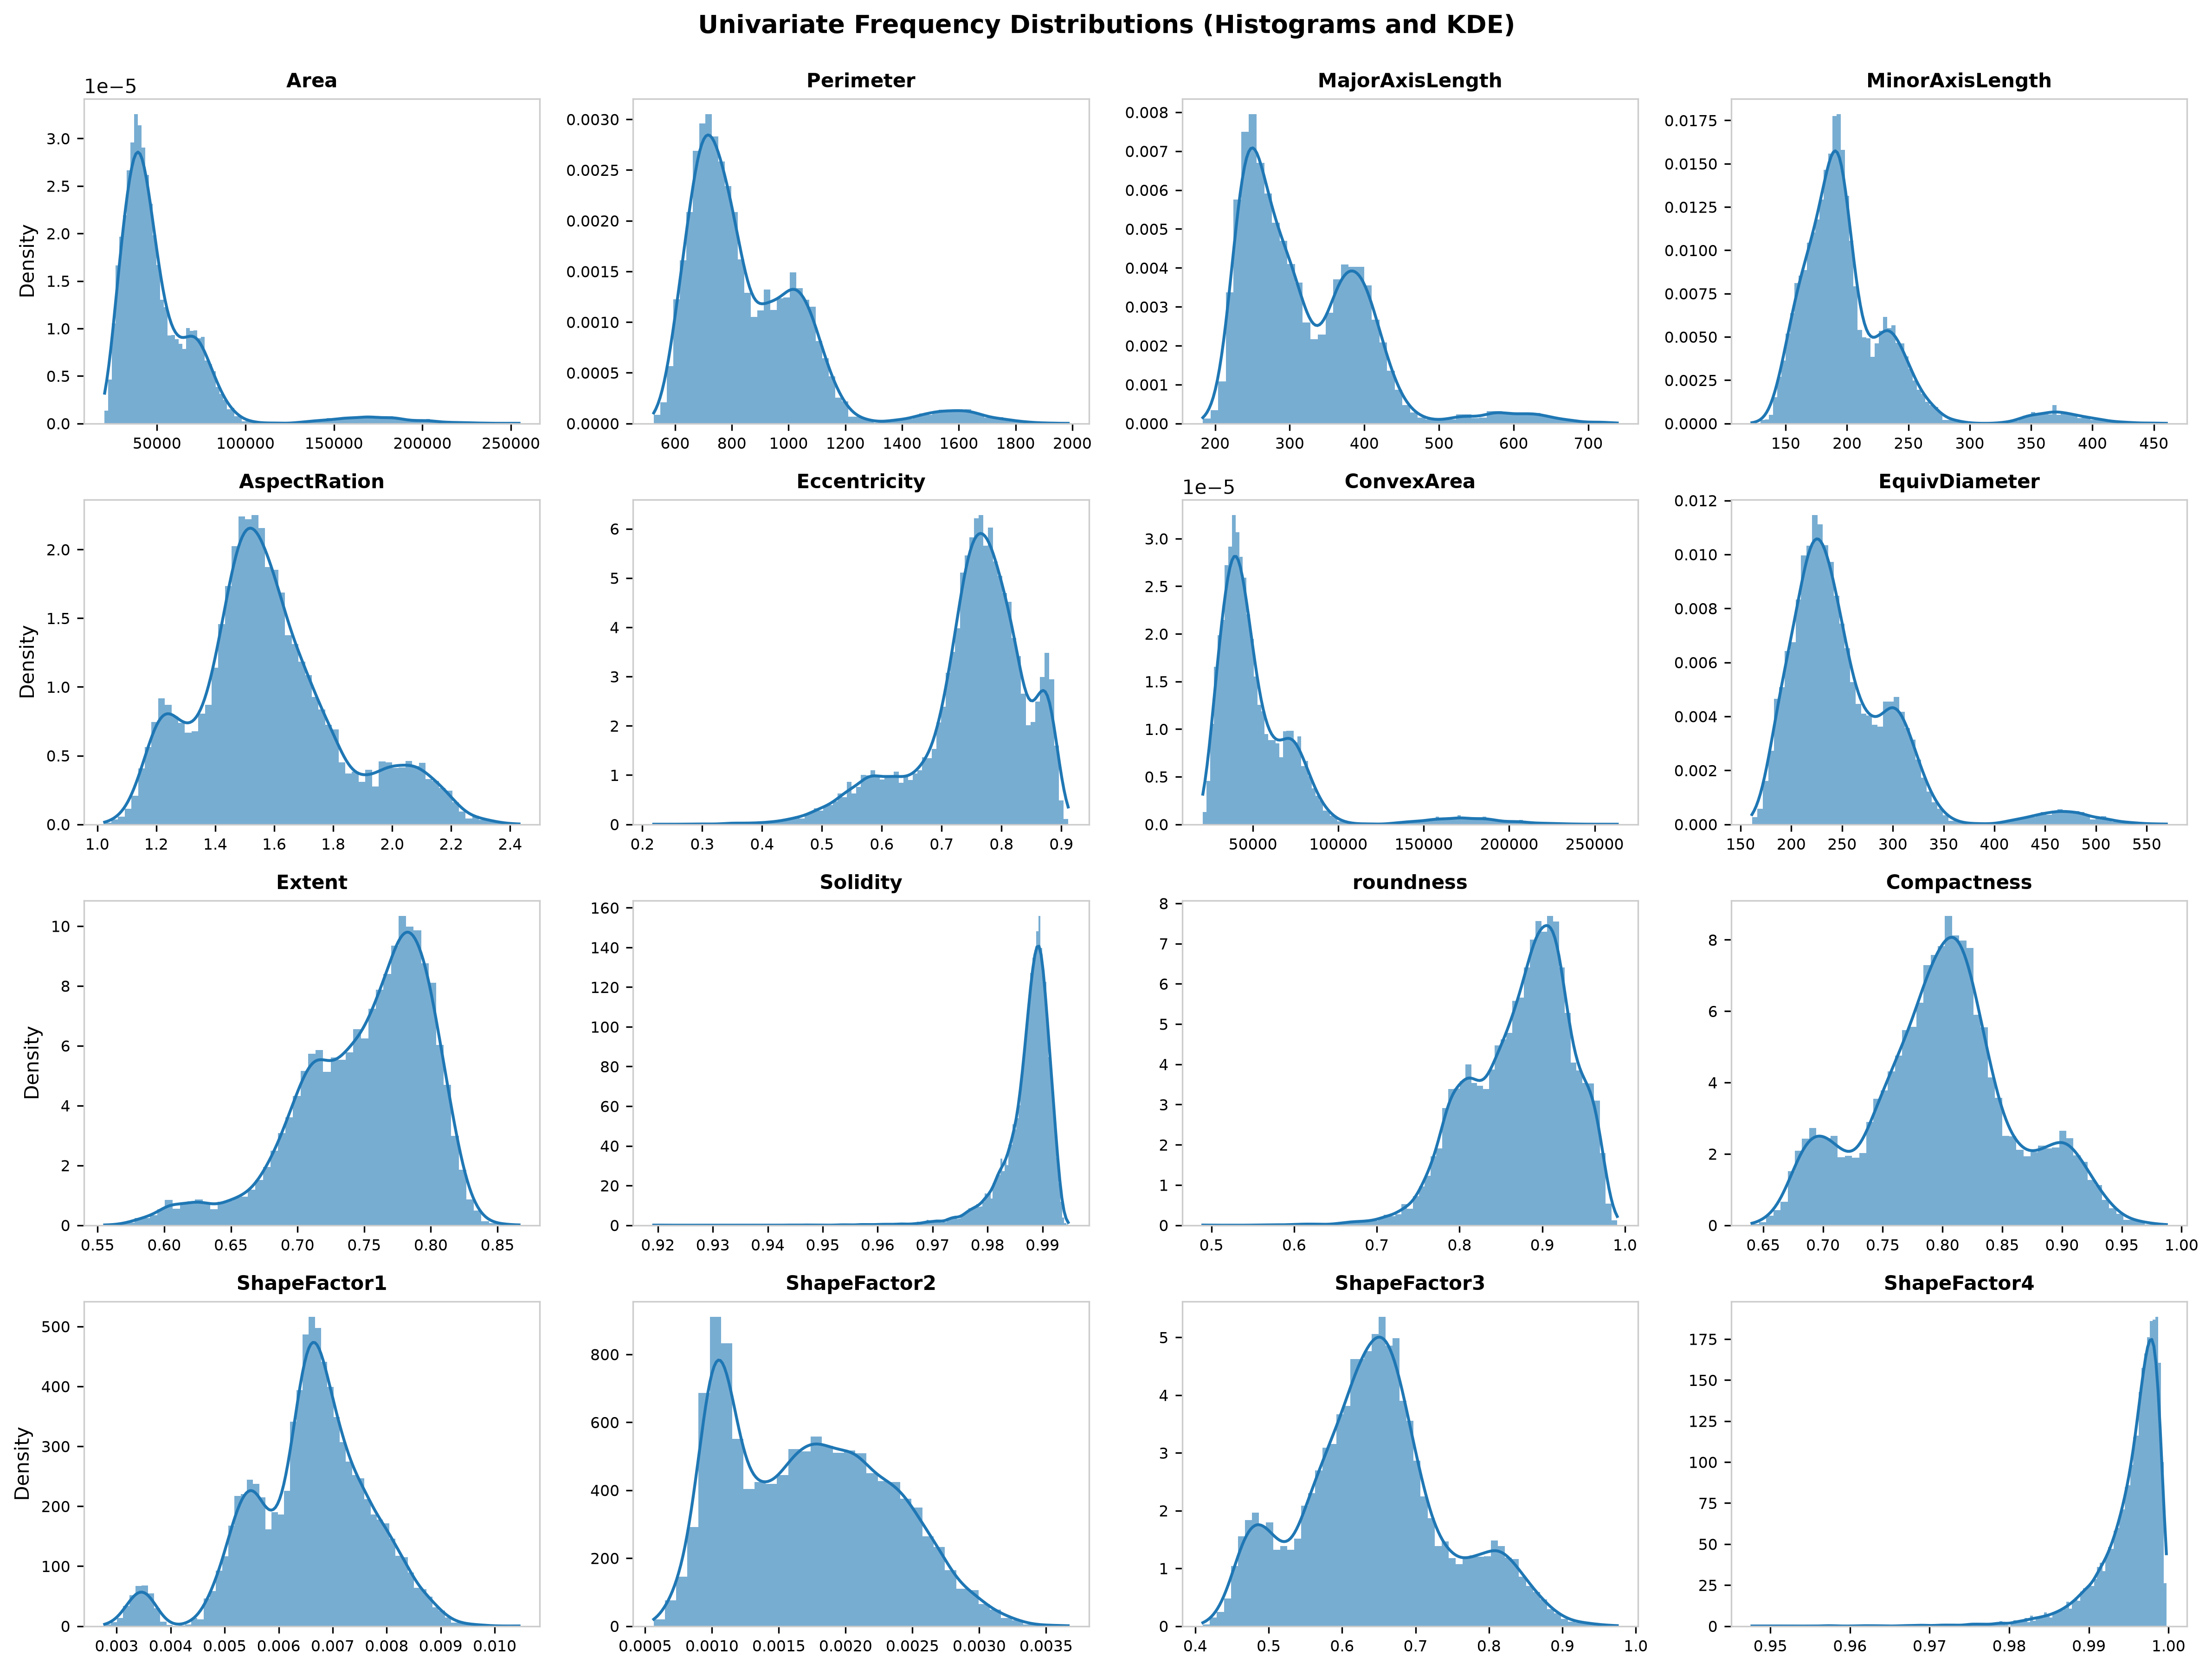 Univariate Frequency Distributions (Histograms and KDE)
Area
Perimeter
MajorAxisLength
MinorAxisLength
1e−5
Density
3.0
2.5
2.0
1.5
1.0
0.5
0.0
50000 100000 150000 200000 250000
0.0030
0.0025
0.0020
0.0015
0.0010
0.0005
0.0000
600 800 1000 1200 1400 1600 1800 2000
0.008
0.007
0.006
0.005
0.004
0.003
0.002
0.001
0.000
200 300 400 500 600 700
0.0175
0.0150
0.0125
0.0100
0.0075
0.0050
0.0025
0.0000
150 200 250 300 350 400 450
AspectRation
Eccentricity
ConvexArea
EquivDiameter
Density
2.0
1.5
1.0
0.5
0.0
1.0 1.2 1.4 1.6 1.8 2.0 2.2 2.4
6
5
4
3
2
1
0
0.2 0.3 0.4 0.5 0.6 0.7 0.8 0.9
1e−5
3.0
2.5
2.0
1.5
1.0
0.5
0.0
50000 100000 150000 200000 250000
0.012
0.010
0.008
0.006
0.004
0.002
0.000
150 200 250 300 350 400 450 500 550
Extent
Solidity
roundness
Compactness
Density
10
8
6
4
2
0
0.55 0.60 0.65 0.70 0.75 0.80 0.85
160
140
120
100
80
60
40
20
0
0.92 0.93 0.94 0.95 0.96 0.97 0.98 0.99
8
7
6
5
4
3
2
1
0
0.5 0.6 0.7 0.8 0.9 1.0
8
6
4
2
0
0.65 0.70 0.75 0.80 0.85 0.90 0.95 1.00
ShapeFactor1
ShapeFactor2
ShapeFactor3
ShapeFactor4
Density
500
400
300
200
100
0
0.003 0.004 0.005 0.006 0.007 0.008 0.009 0.010
800
600
400
200
0
0.0005 0.0010 0.0015 0.0020 0.0025 0.0030 0.0035
5
4
3
2
1
0
0.4 0.5 0.6 0.7 0.8 0.9 1.0
175
150
125
100
75
50
25
0
0.95 0.96 0.97 0.98 0.99 1.00